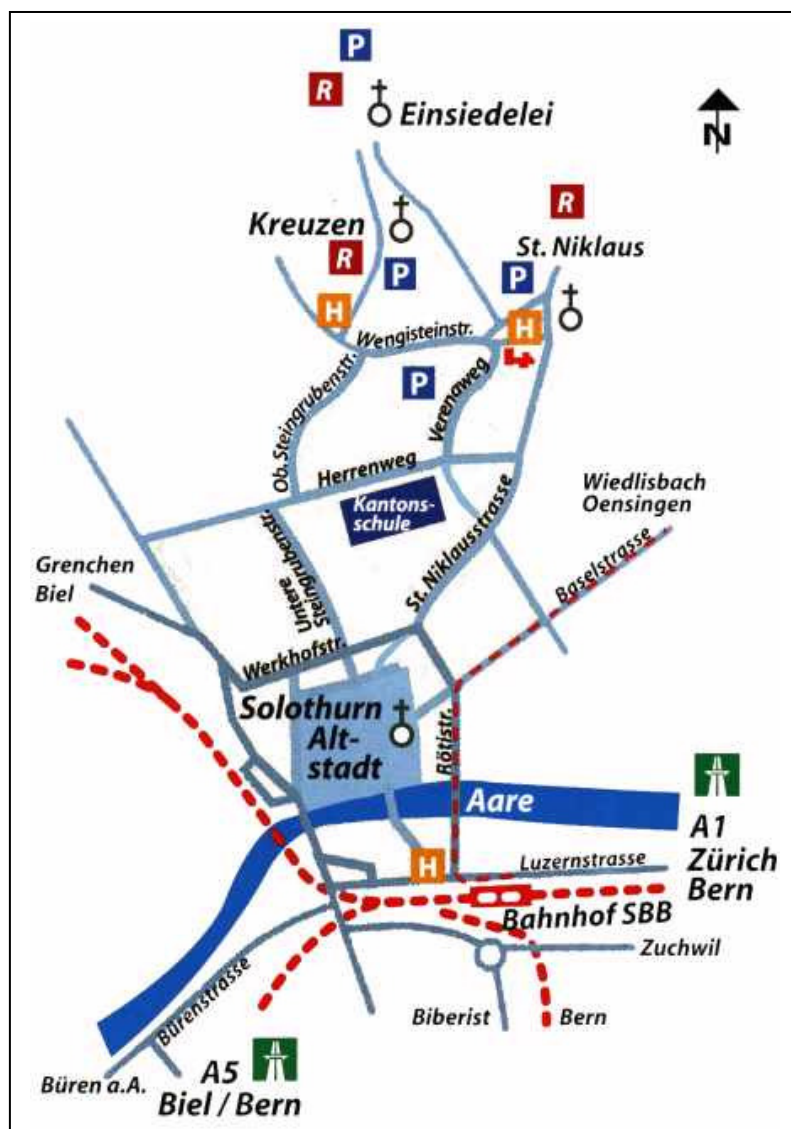 P
R
Einsiedelei
N
R
Kreuzen
St. Niklaus
R
P
P
H
H
Wengisteinstr.
P
Ob. Steingrubenstr.
Verenaweg
Herrenweg
Kantons-
schule
Wiedlisbach
Oensingen
Untere
Steingrubenstr.
St. Niklausstrasse
Baselstrasse
Grenchen
Biel
Werkhofstr.
Solothurn
Alt-
stadt
Rötistr.
Aare
A1
Zürich
Bern
H
Luzernstrasse
Bahnhof SBB
Zuchwil
Bürenstrasse
Biberist
Bern
Büren a.A.
A5
Biel / Bern